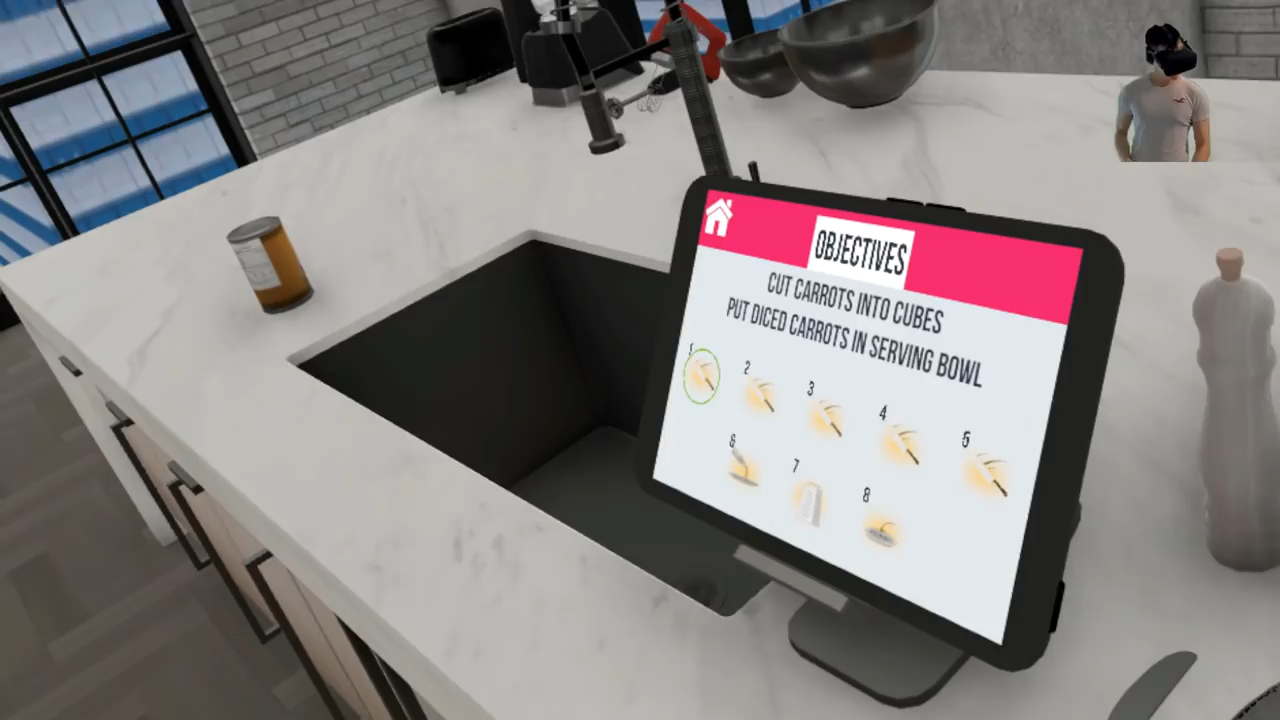 OBJECTIVES
CUT CARROTS INTO CUBES
PUT DICED CARROTS IN SERVING BOWL
1 2 3 4 5
6 7 8